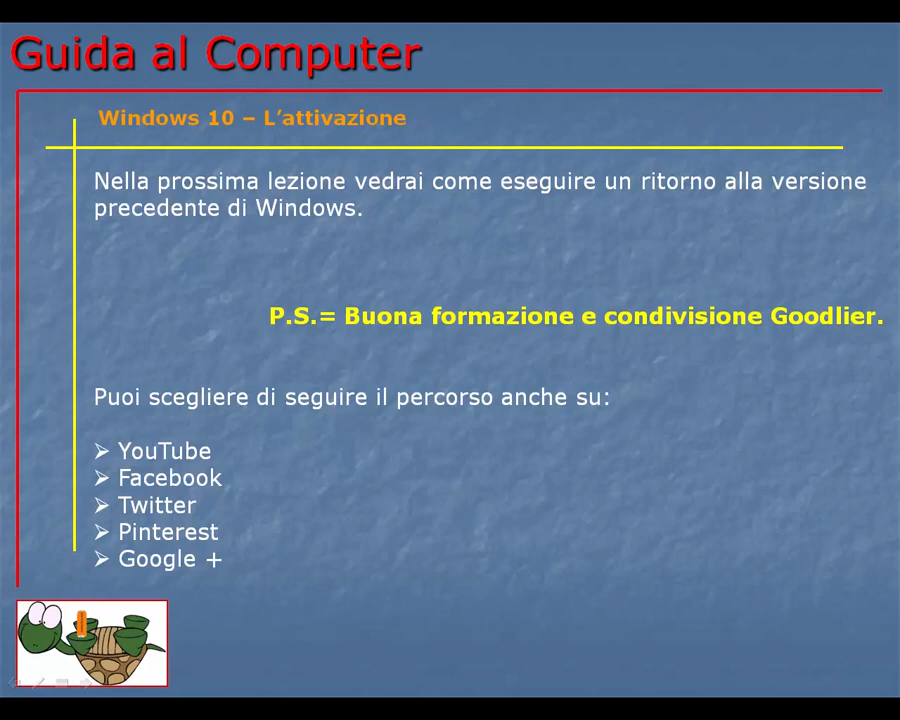 Guida al Computer
Windows 10 – L’attivazione
Nella prossima lezione vedrai come eseguire un ritorno alla versione
precedente di Windows.
P.S.= Buona formazione e condivisione Goodlier.
Puoi scegliere di seguire il percorso anche su:
➢ YouTube
➢ Facebook
➢ Twitter
➢ Pinterest
➢ Google +